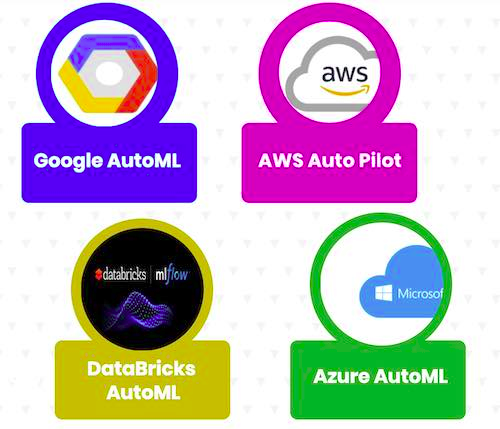 aws
Google AutoML
AWS Auto Pilot
databricks mlflow
Microsof
DataBricks
AutoML
Azure AutoML